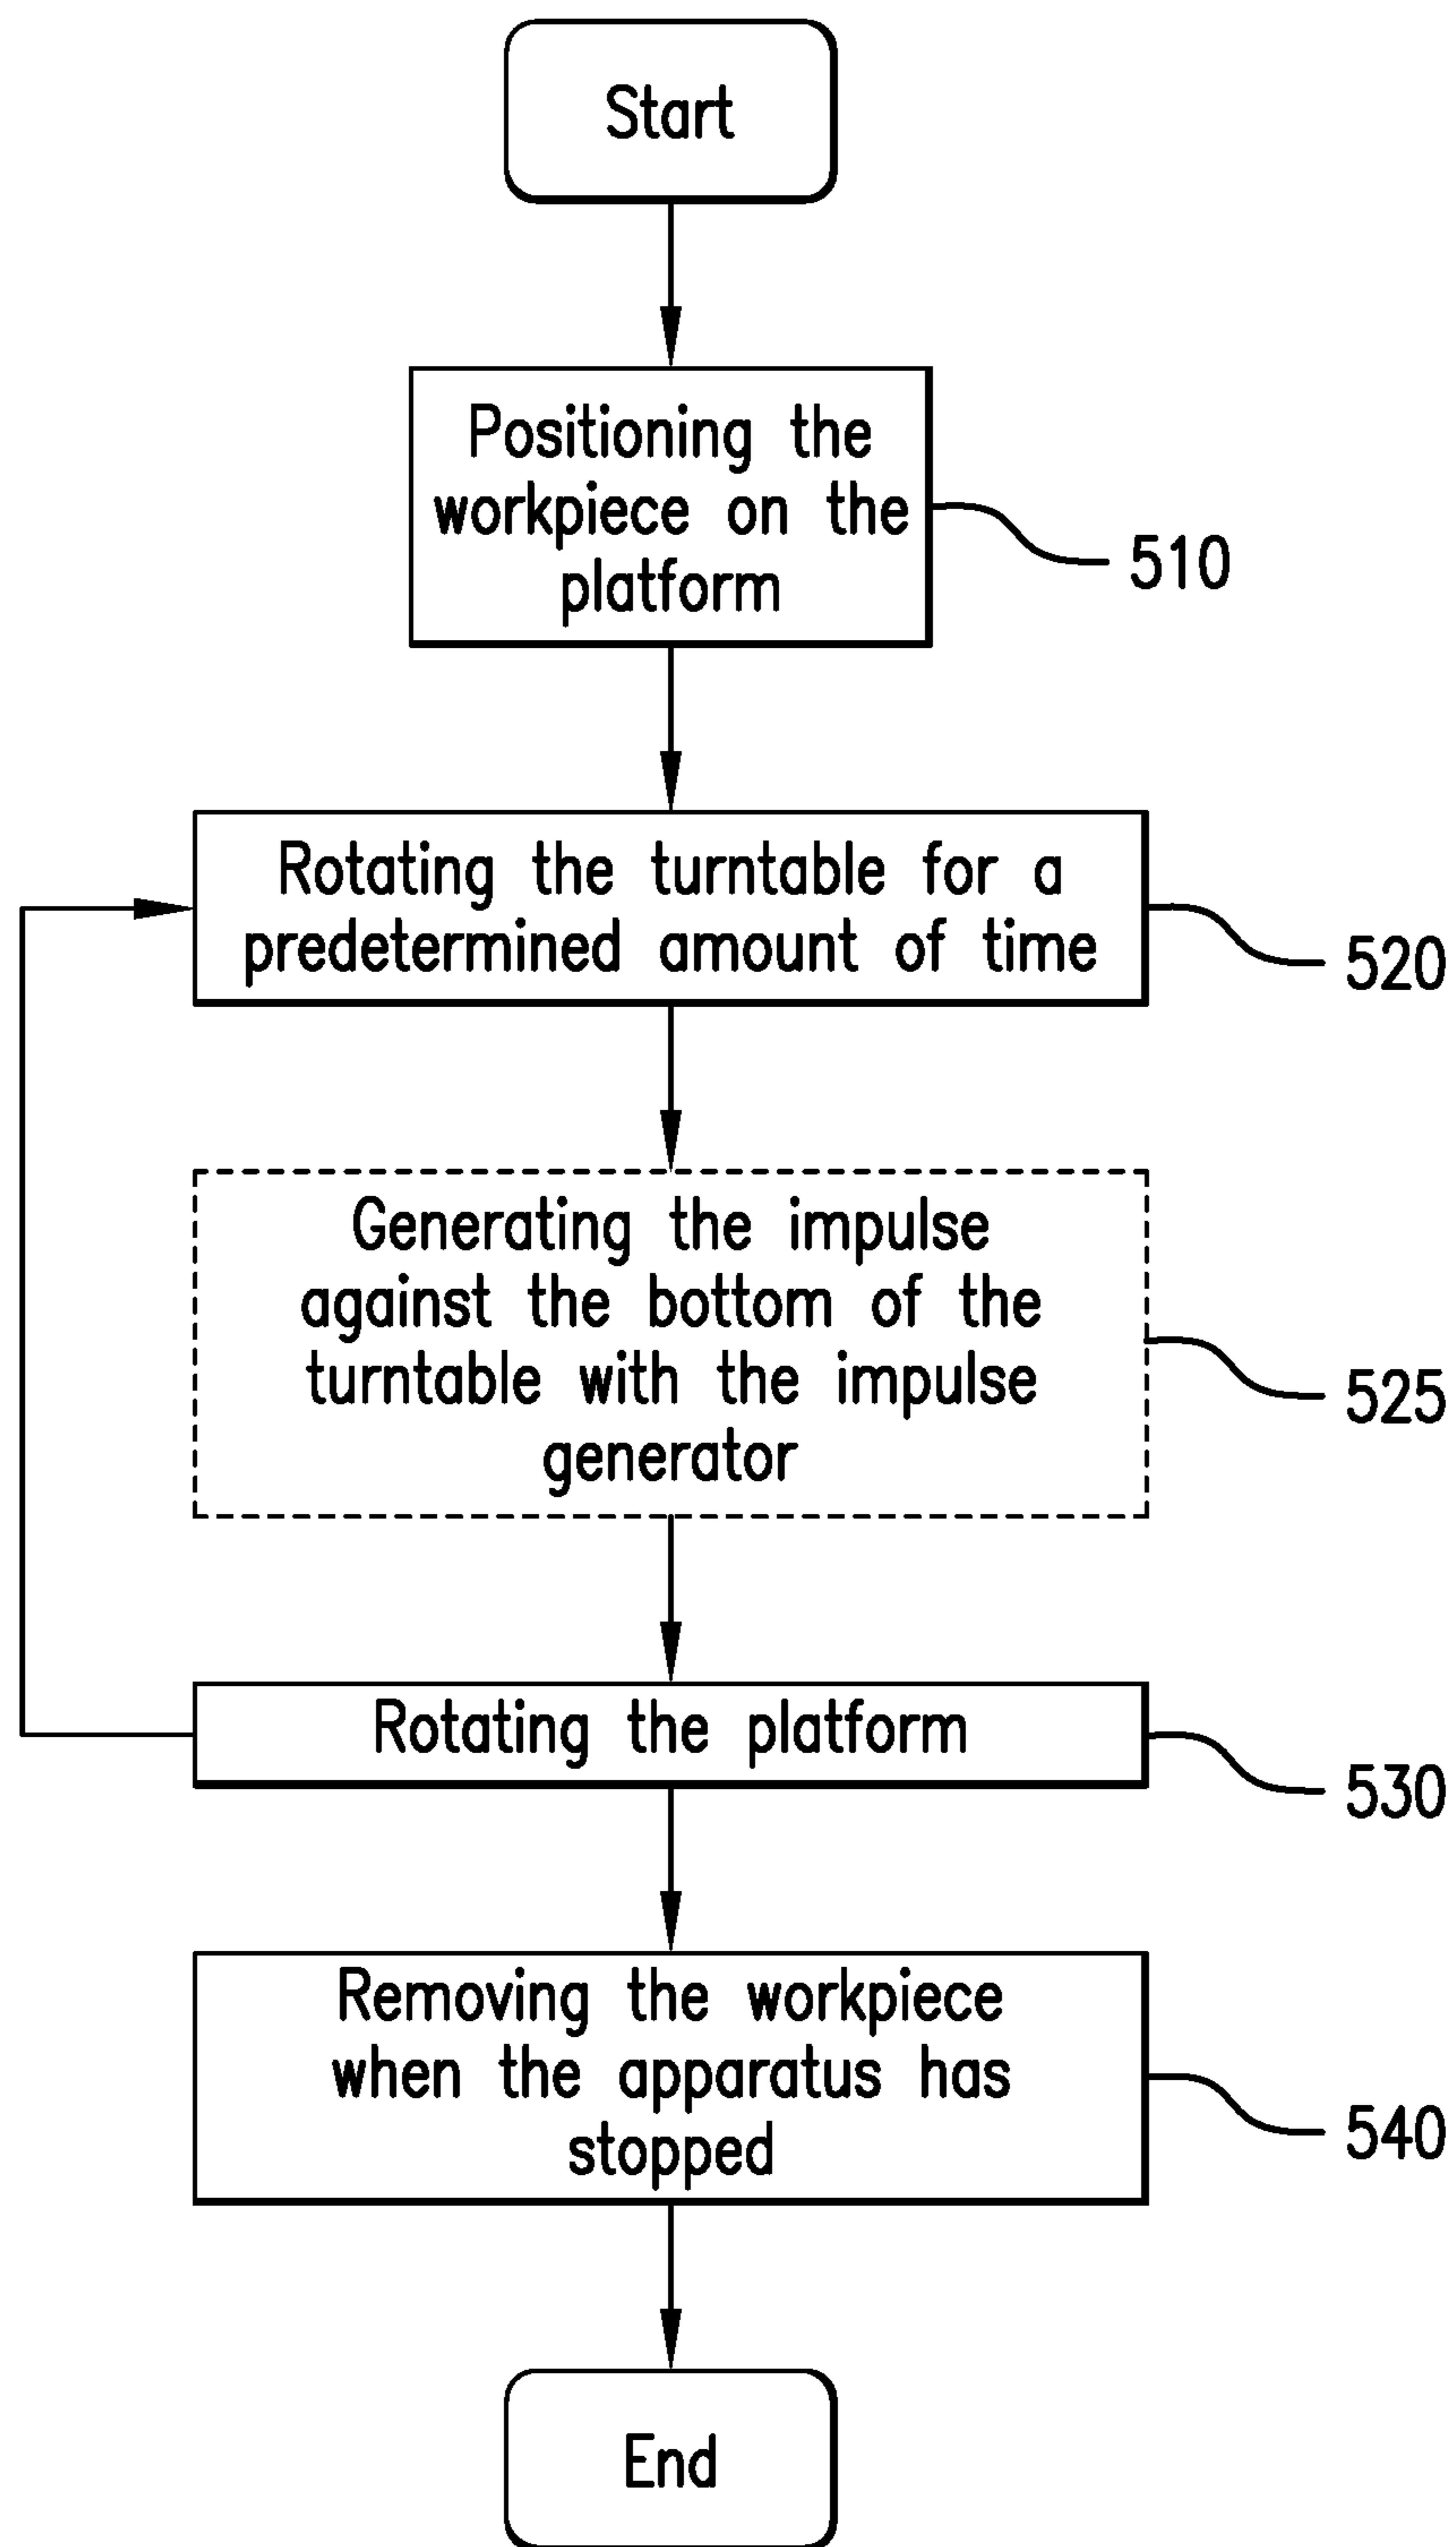 Start
Positioning the
workpiece on the
platform
510
Rotating the turntable for a
predetermined amount of time
520
Generating the impulse
against the bottom of the
turntable with the impulse
generator
525
Rotating the platform
530
Removing the workpiece
when the apparatus has
stopped
540
End